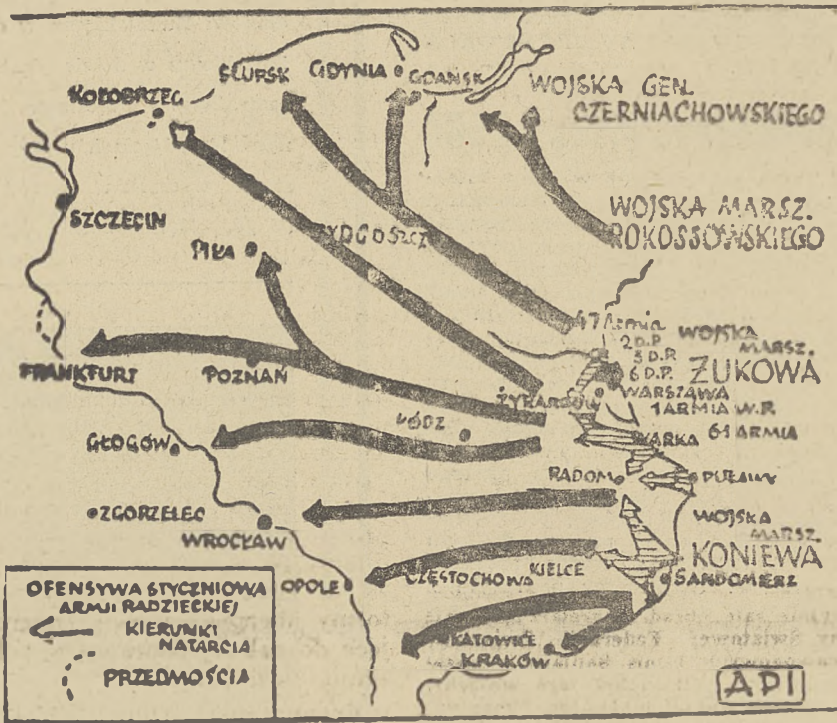 SŁUPSK
GDYNIA
GDAŃSK
KOŁOBRZEG
WOJSKA GEN.
CZERNIACHOWSKIEGO
SZCZECIN
WOJSKA MARSZ.
ROKOSSOWSKIEGO
BYDGOSZCZ
PIŁA
47 Armia
2 D.P.
3 D.P.
6 D.P.
WOJSKA
MARSZ.
ŻUKOWA
FRANKFURT
POZNAŃ
ŻYRARDÓW
WARSZAWA
1 ARMIA W.P.
ŁÓDZ
WARKA
61 ARMIA
GŁOGÓW
RADOM
PUŁAWY
ZGORZELEC
WROCŁAW
WOJSKA
MARSZ.
KONIEWA
OPOLE
CZĘSTOCHOWA
KIELCE
SANDOMIERZ
KATOWICE
KRAKÓW
OFENSYWA STYCZNIOWA
ARMJI RADZIECKIEJ
KIERUNKI
NATARCIA
PRZEDMOŚCIA
API